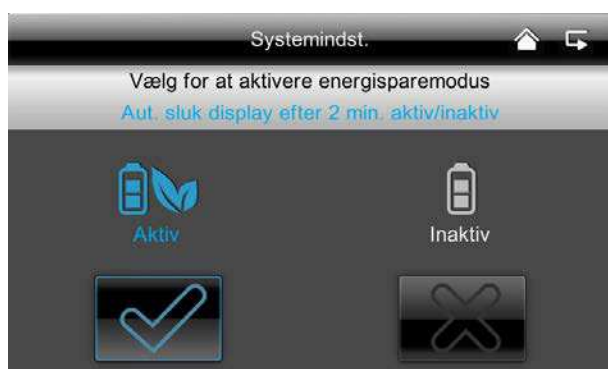 Systemindst.
Vælg for at aktivere energisparemodus
Aut. sluk display efter 2 min. aktiv/inaktiv
Aktiv
Inaktiv